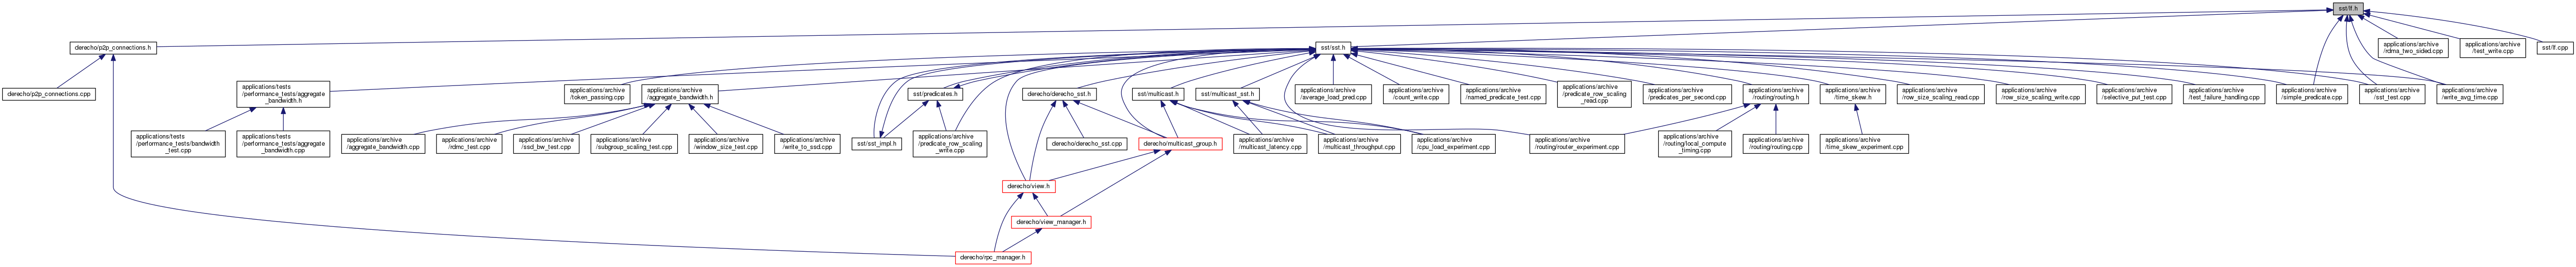 sst/lf.h
derecho/p2p_connections.h
sst/sst.h
applications/archive
/rdma_two_sided.cpp
applications/archive
/test_write.cpp
sst/lf.cpp
derecho/p2p_connections.cpp
applications/tests
/performance_tests/aggregate
_bandwidth.h
applications/archive
/token_passing.cpp
applications/archive
/aggregate_bandwidth.h
sst/predicates.h
derecho/derecho_sst.h
sst/multicast.h
sst/multicast_sst.h
applications/archive
/average_load_pred.cpp
applications/archive
/count_write.cpp
applications/archive
/named_predicate_test.cpp
applications/archive
/predicate_row_scaling
_read.cpp
applications/archive
/predicates_per_second.cpp
applications/archive
/routing/routing.h
applications/archive
/time_skew.h
applications/archive
/row_size_scaling_read.cpp
applications/archive
/row_size_scaling_write.cpp
applications/archive
/selective_put_test.cpp
applications/archive
/test_failure_handling.cpp
applications/archive
/simple_predicate.cpp
applications/archive
/sst_test.cpp
applications/archive
/write_avg_time.cpp
applications/tests
/performance_tests/bandwidth
_test.cpp
applications/tests
/performance_tests/aggregate
_bandwidth.cpp
applications/archive
/aggregate_bandwidth.cpp
applications/archive
/rdmc_test.cpp
applications/archive
/ssd_bw_test.cpp
applications/archive
/subgroup_scaling_test.cpp
applications/archive
/window_size_test.cpp
applications/archive
/write_to_ssd.cpp
sst/sst_impl.h
applications/archive
/predicate_row_scaling
_write.cpp
derecho/derecho_sst.cpp
derecho/multicast_group.h
applications/archive
/multicast_latency.cpp
applications/archive
/multicast_throughput.cpp
applications/archive
/cpu_load_experiment.cpp
applications/archive
/routing/router_experiment.cpp
applications/archive
/routing/local_compute
_timing.cpp
applications/archive
/routing/routing.cpp
applications/archive
/time_skew_experiment.cpp
derecho/view.h
derecho/view_manager.h
derecho/rpc_manager.h